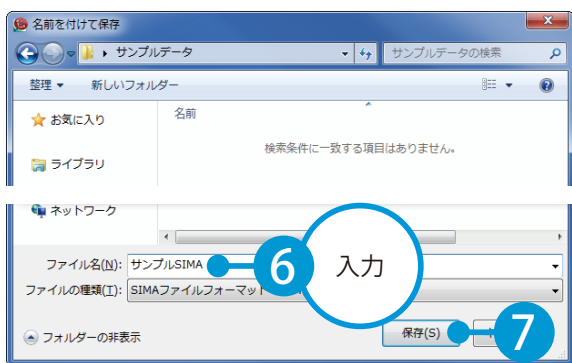 名前を付けて保存
サンプルデータ
サンプルデータの検索
整理
新しいフォルダー
お気に入り
名前
検索条件に一致する項目はありません。
ライブラリ
ネットワーク
ファイル名(N): サンプルSIMA
6
入力
ファイルの種類(T): SIMAファイルフォーマット
フォルダーの非表示
保存(S)
7